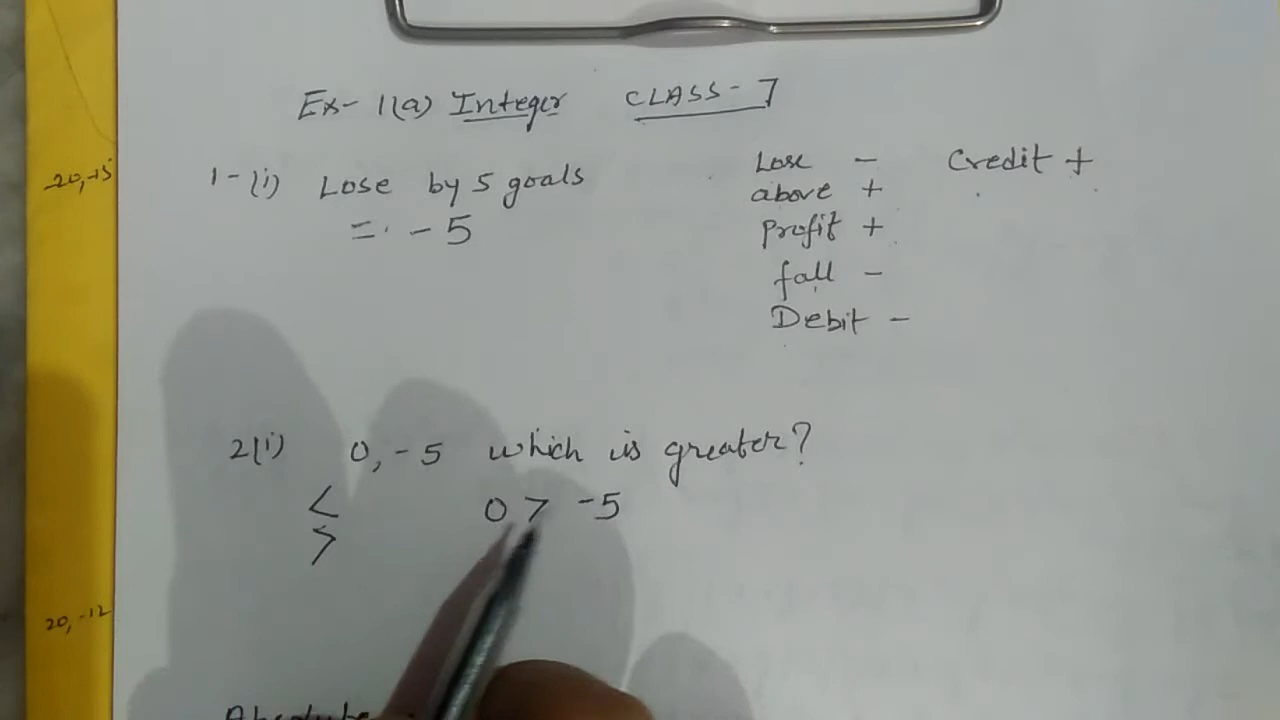 Ex- 1(a) Integer CLASS-7
1-(i) Lose by 5 goals
= -5
Lose - Credit +
above +
Profit +
fall -
Debit -
20,-15
2(i) 0, -5 which is greater?
< 0 > -5
>
20,-12
Absolute